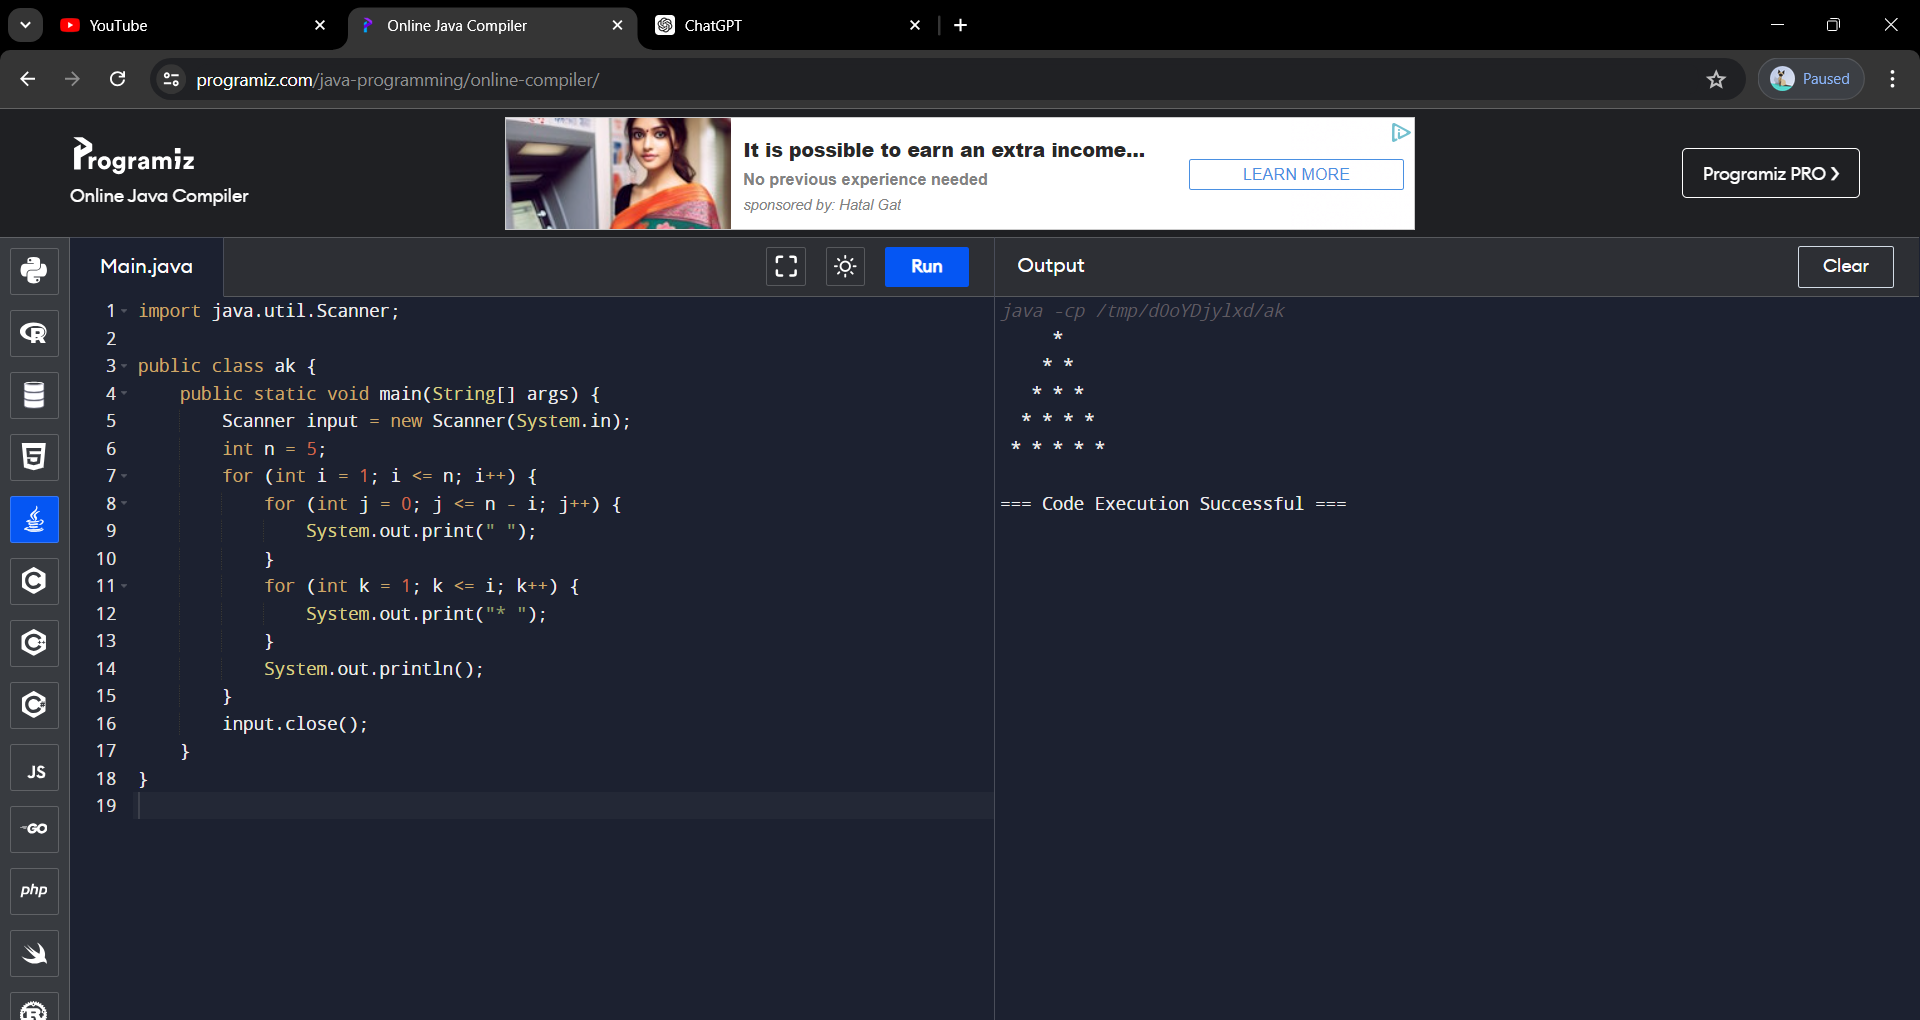 YouTube
Online Java Compiler
ChatGPT
programiz.com/java-programming/online-compiler/
Paused
Programiz
Online Java Compiler
It is possible to earn an extra income...
No previous experience needed
sponsored by: Hatal Gat
LEARN MORE
Programiz PRO ❯
Main.java
Run
Output
Clear
1 import java.util.Scanner;
2
3 public class ak {
4     public static void main(String[] args) {
5         Scanner input = new Scanner(System.in);
6         int n = 5;
7         for (int i = 1; i <= n; i++) {
8             for (int j = 0; j <= n - i; j++) {
9                 System.out.print(" ");
10             }
11             for (int k = 1; k <= i; k++) {
12                 System.out.print("* ");
13             }
14             System.out.println();
15         }
16         input.close();
17     }
18 }
19
java -cp /tmp/dOoYDjylxd/ak
     *
    * *
   * * *
  * * * *
 * * * * *
=== Code Execution Successful ===
JS
GO
php